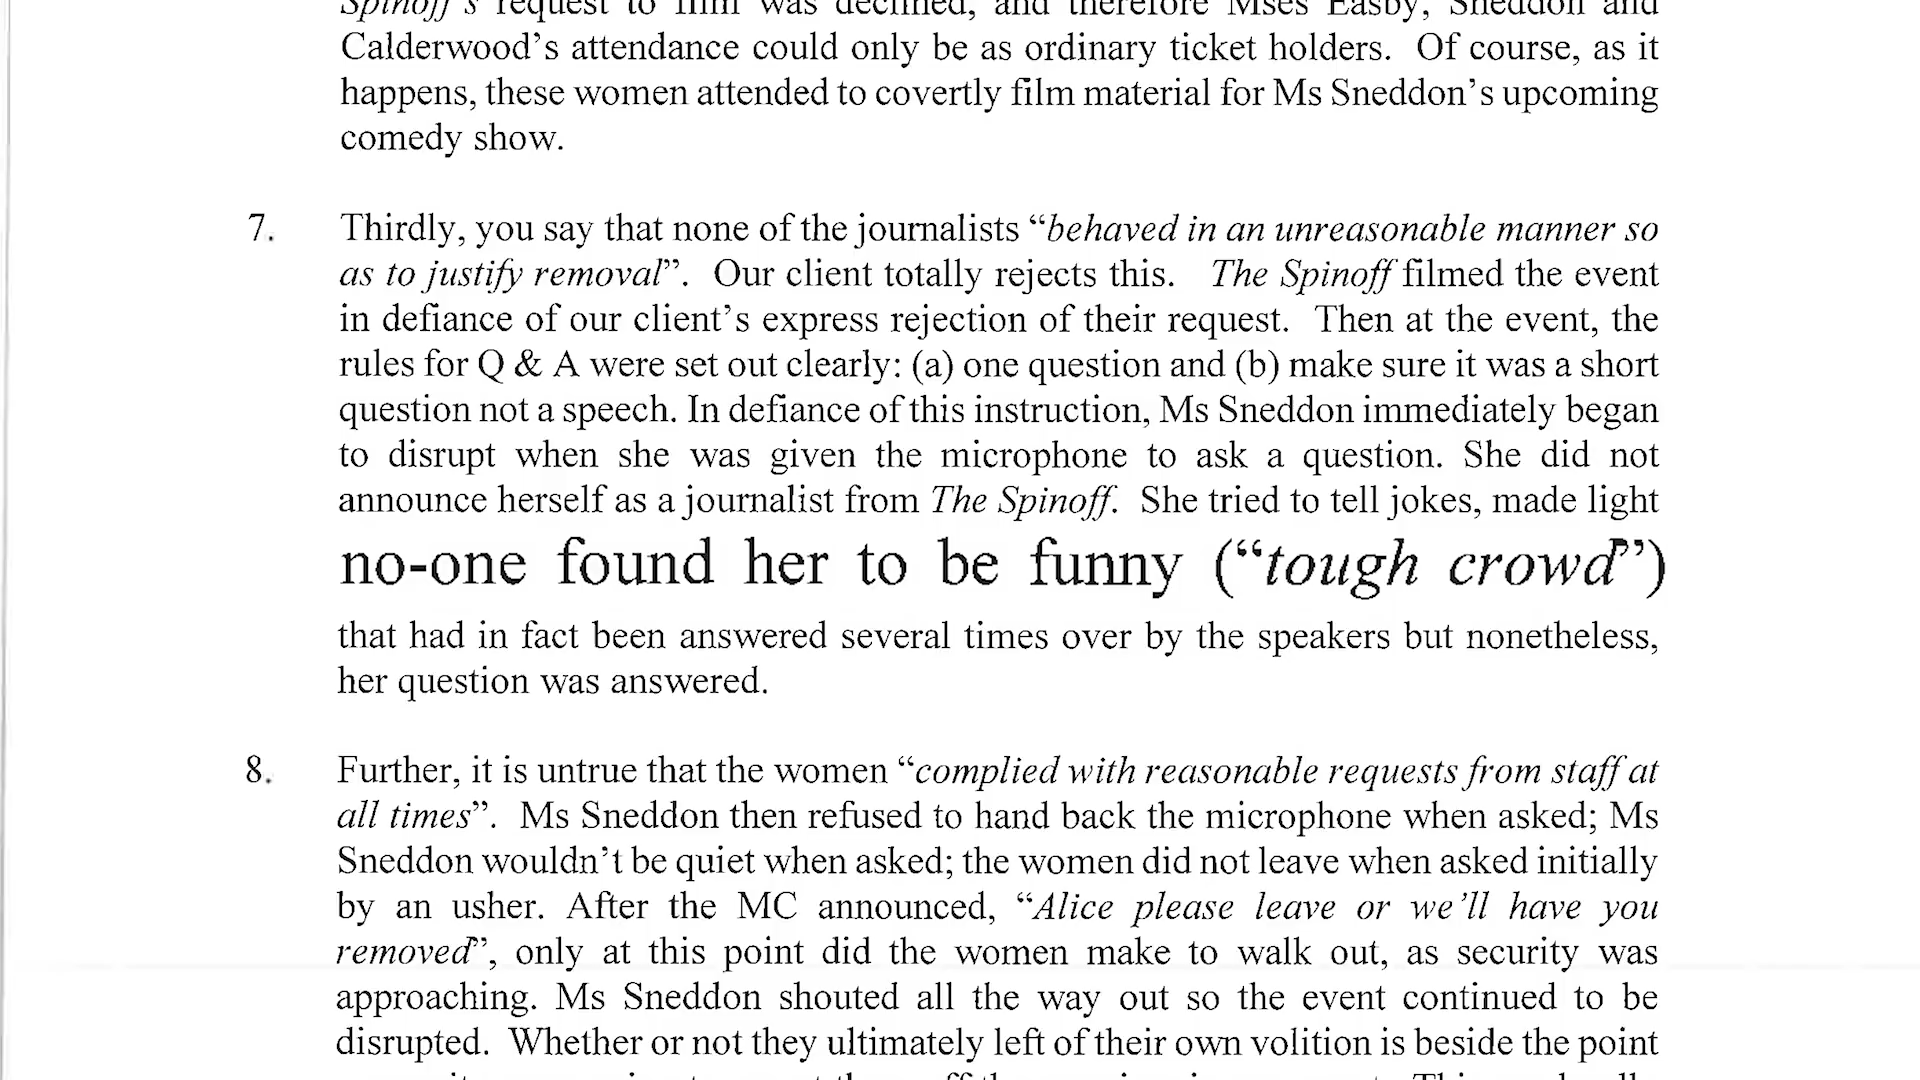 Spinoff's request to film was declined, and therefore Mses Easby, Sneddon and
Calderwood's attendance could only be as ordinary ticket holders. Of course, as it
happens, these women attended to covertly film material for Ms Sneddon's upcoming
comedy show.
7. Thirdly, you say that none of the journalists “behaved in an unreasonable manner so
as to justify removal”. Our client totally rejects this. The Spinoff filmed the event
in defiance of our client’s express rejection of their request. Then at the event, the
rules for Q & A were set out clearly: (a) one question and (b) make sure it was a short
question not a speech. In defiance of this instruction, Ms Sneddon immediately began
to disrupt when she was given the microphone to ask a question. She did not
announce herself as a journalist from The Spinoff. She tried to tell jokes, made light
no-one found her to be funny (“tough crowd”)
that had in fact been answered several times over by the speakers but nonetheless,
her question was answered.
8. Further, it is untrue that the women “complied with reasonable requests from staff at
all times”. Ms Sneddon then refused to hand back the microphone when asked; Ms
Sneddon wouldn’t be quiet when asked; the women did not leave when asked initially
by an usher. After the MC announced, “Alice please leave or we’ll have you
removed”, only at this point did the women make to walk out, as security was
approaching. Ms Sneddon shouted all the way out so the event continued to be
disrupted. Whether or not they ultimately left of their own volition is beside the point